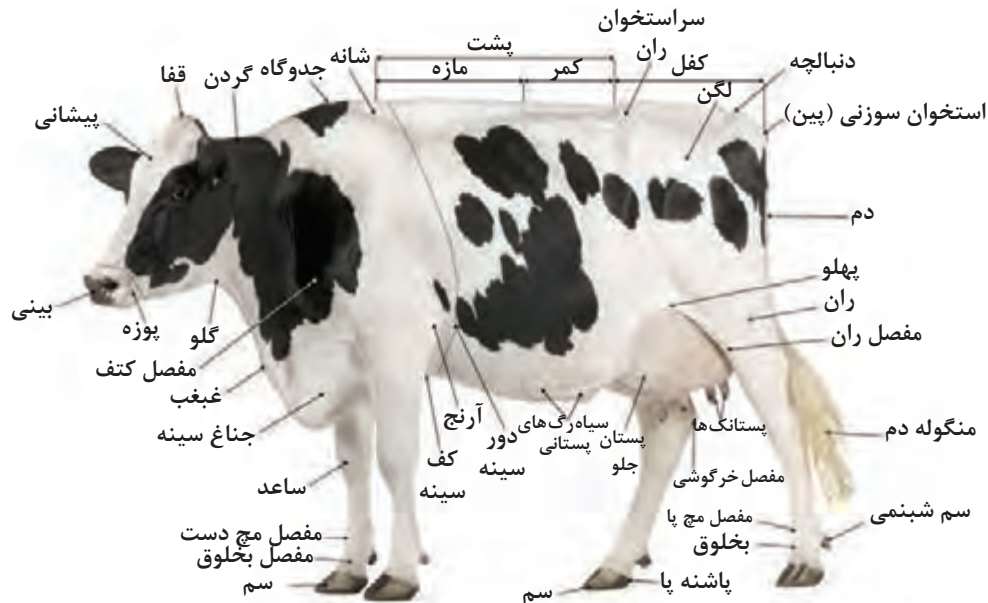 سراستخوان
ران
پشت
شانه
کفل
دنبالچه
کمر
مازه
جدوگاه
گردن
قفا
لگن
استخوان سوزنی (پین)
پیشانی
دم
پهلو
بینی
ران
پوزه
گلو
مفصل ران
مفصل کتف
غبغب
آرنج
سیاه‌رگ‌های
پستانی
پستان
جلو
پستانک‌ها
منگوله دم
جناغ سینه
دور
سینه
کف
سینه
مفصل خرگوشی
ساعد
سم شبنمی
مفصل مچ پا
مفصل مچ دست
بخلوق
مفصل بخلوق
پاشنه پا
سم
سم